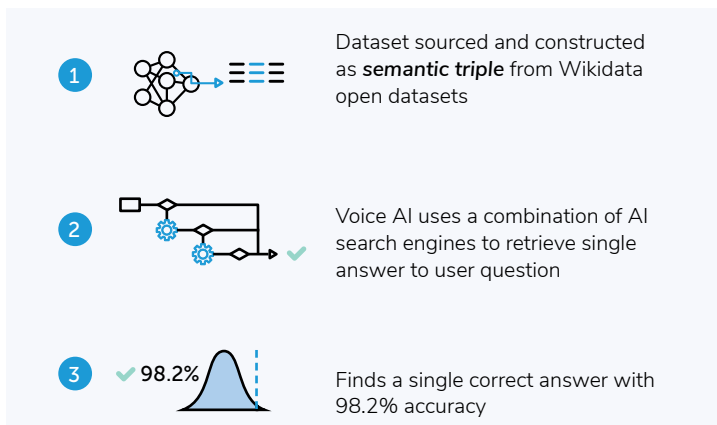 1
Dataset sourced and constructed
as semantic triple from Wikidata
open datasets
2
Voice AI uses a combination of AI
search engines to retrieve single
answer to user question
3
98.2%
Finds a single correct answer with
98.2% accuracy